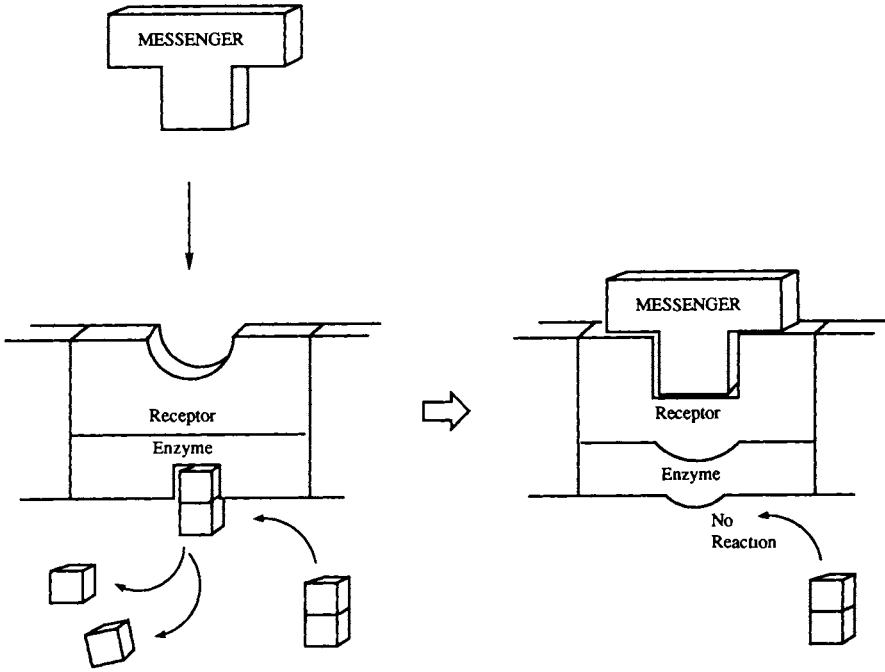 MESSENGER
Receptor
Enzyme
MESSENGER
Receptor
Enzyme
No
Reaction